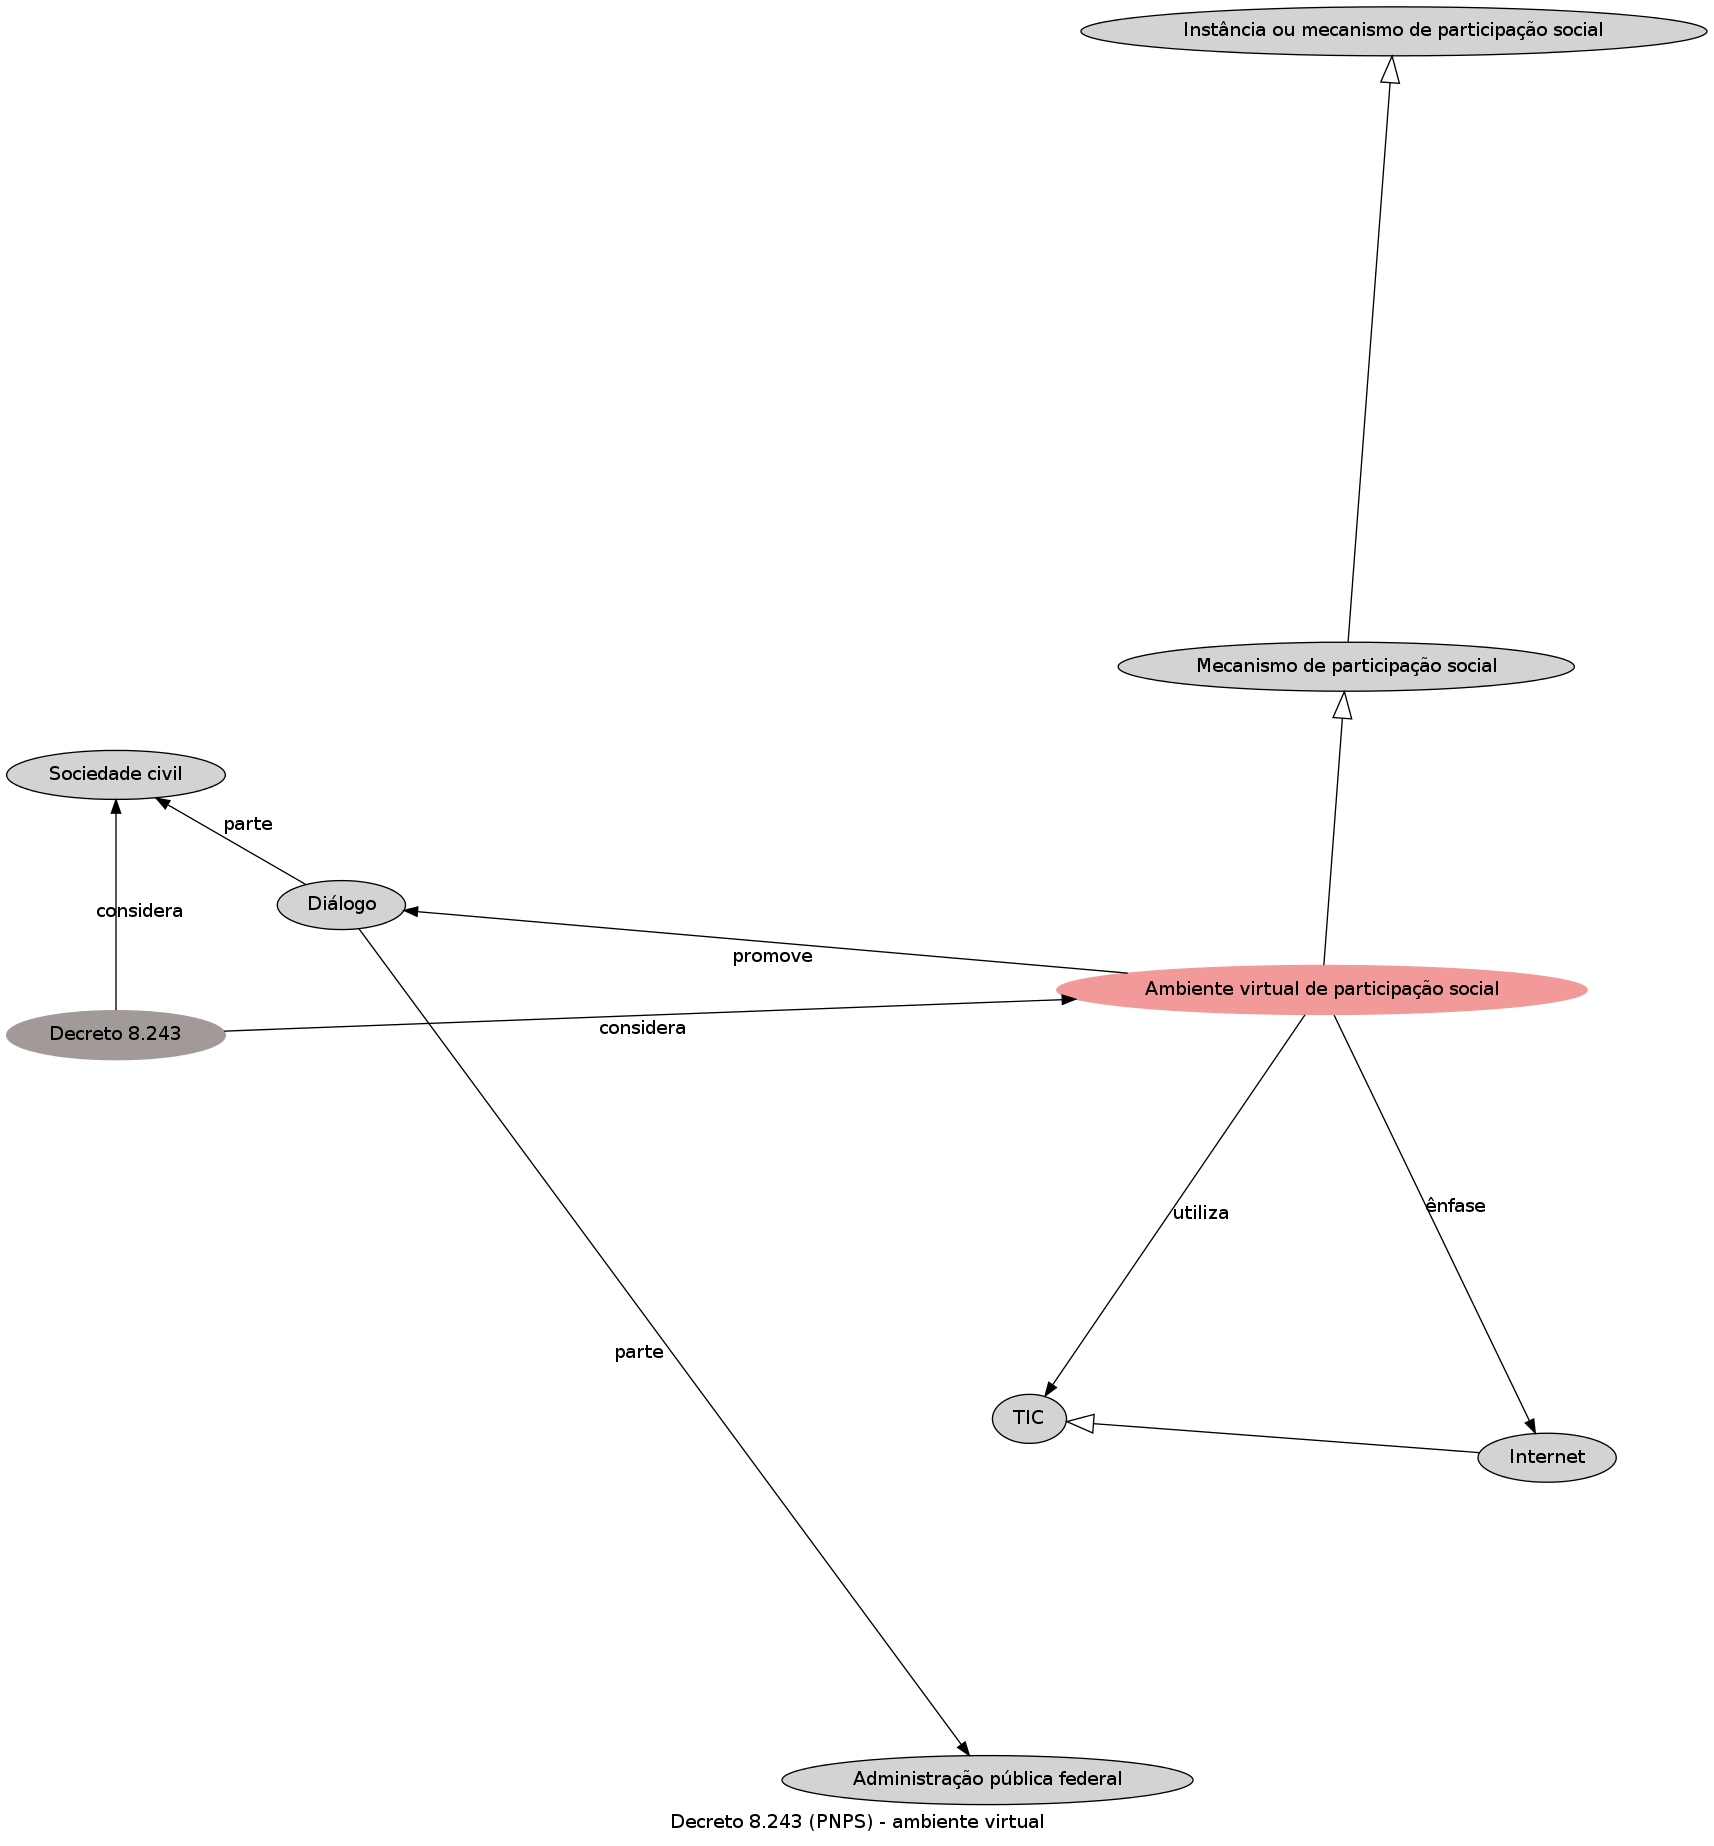 Instância ou mecanismo de participação social
Mecanismo de participação social
Sociedade civil
parte
Diálogo
considera
promove
Ambiente virtual de participação social
Decreto 8.243
considera
ênfase
utiliza
parte
TIC
Internet
Administração pública federal
Decreto 8.243 (PNPS) - ambiente virtual